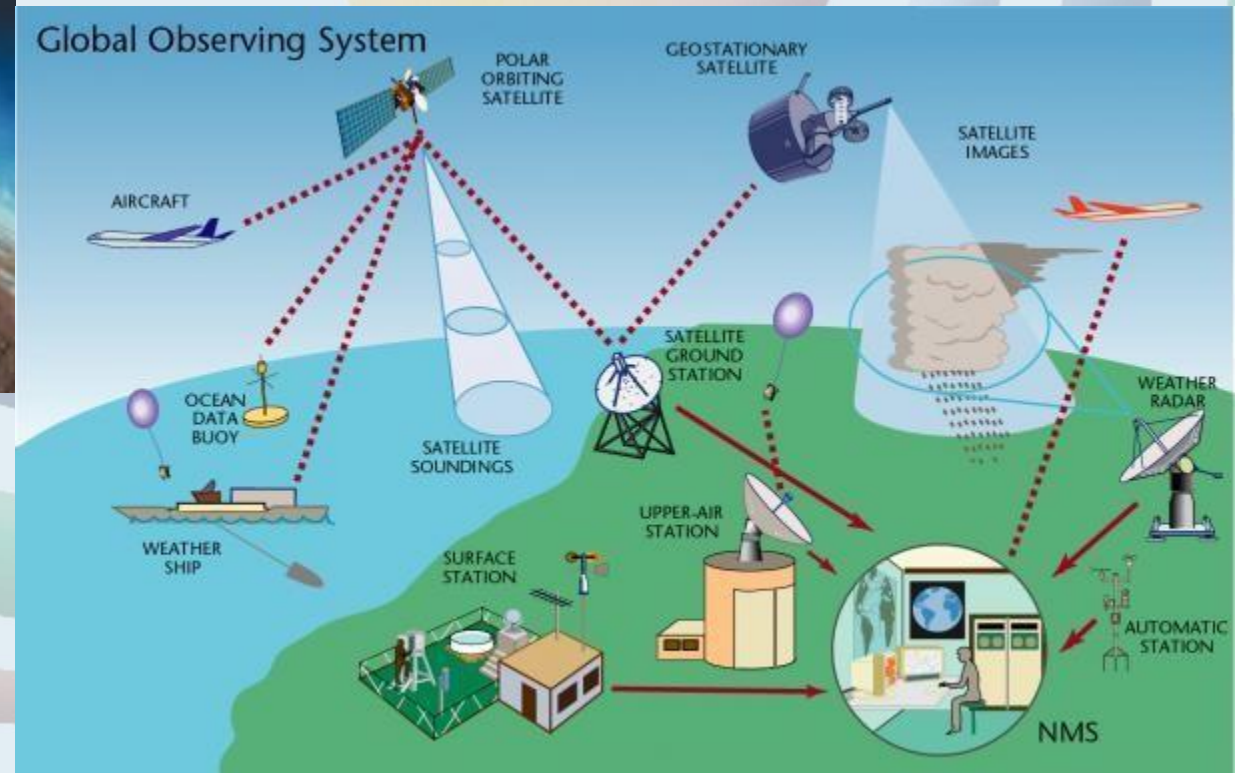 Global Observing System
POLAR
ORBITING
SATELLITE
GEOSTATIONARY
SATELLITE
SATELLITE
IMAGES
AIRCRAFT
OCEAN
DATA
BUOY
SATELLITE
SOUNDINGS
SATELLITE
GROUND
STATION
WEATHER
RADAR
WEATHER
SHIP
SURFACE
STATION
UPPER-AIR
STATION
AUTOMATIC
STATION
NMS